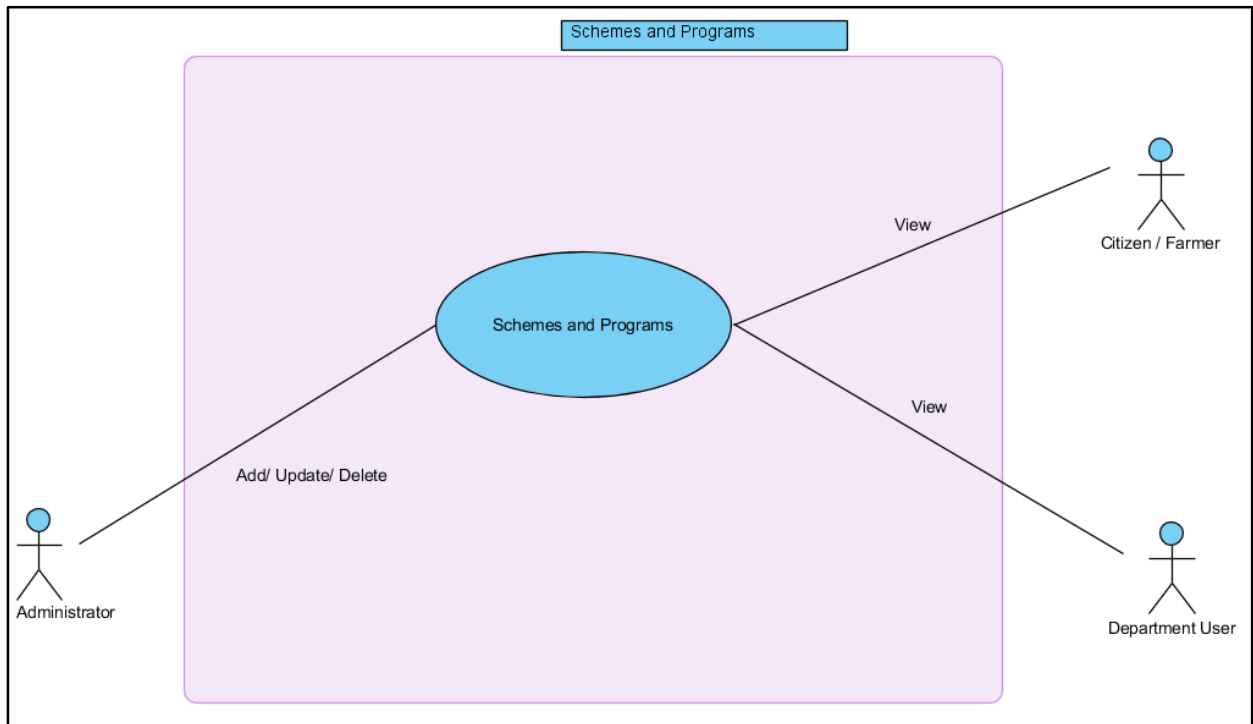 Schemes and Programs
View
Citizen / Farmer
Schemes and Programs
View
Add/ Update/ Delete
Administrator
Department User